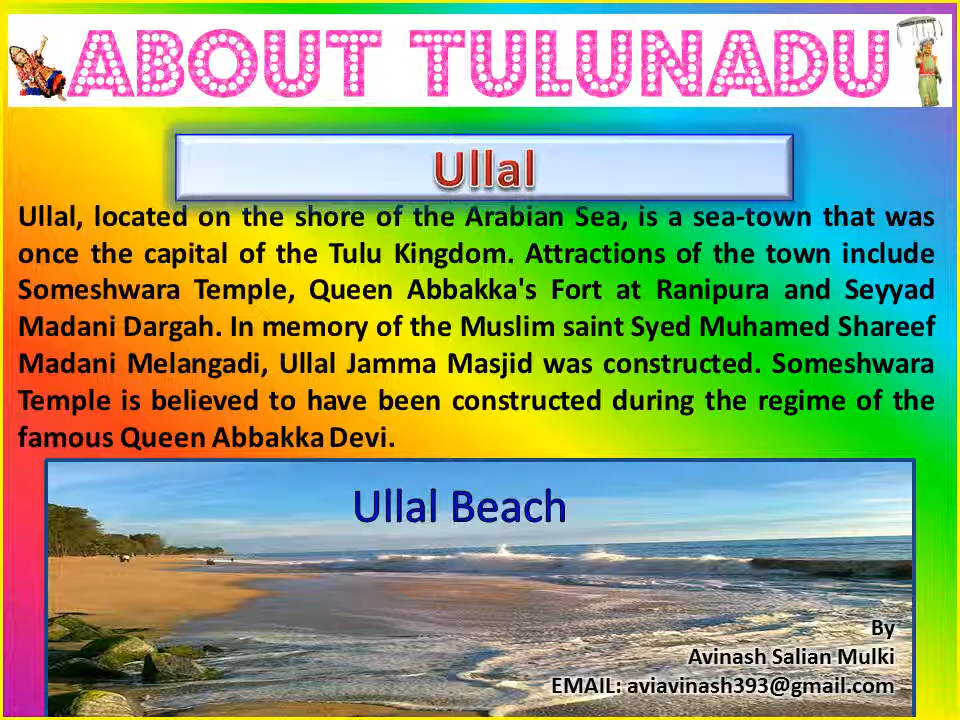 ABOUT TULUNADU
Ullal
Ullal, located on the shore of the Arabian Sea, is a sea-town that was
once the capital of the Tulu Kingdom. Attractions of the town include
Someshwara Temple, Queen Abbakka's Fort at Ranipura and Seyyad
Madani Dargah. In memory of the Muslim saint Syed Muhamed Shareef
Madani Melangadi, Ullal Jamma Masjid was constructed. Someshwara
Temple is believed to have been constructed during the regime of the
famous Queen Abbakka Devi.
Ullal Beach
By
Avinash Salian Mulki
EMAIL: aviavinash393@gmail.com